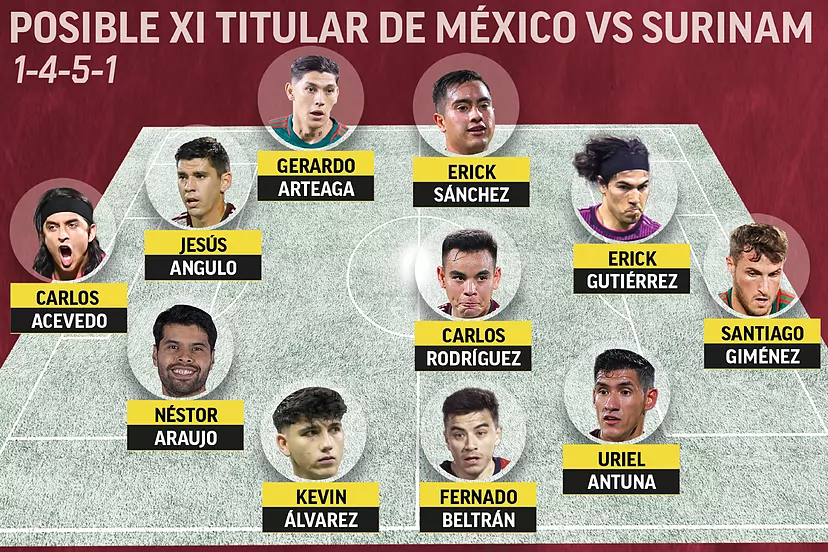 POSIBLE XI TITULAR DE MÉXICO VS SURINAM
1-4-5-1
GERARDO
ARTEAGA
ERICK
SÁNCHEZ
JESÚS
ANGULO
ERICK
GUTIÉRREZ
CARLOS
ACEVEDO
CARLOS
RODRÍGUEZ
SANTIAGO
GIMÉNEZ
NÉSTOR
ARAUJO
URIEL
ANTUNA
KEVIN
ÁLVAREZ
FERNADO
BELTRÁN